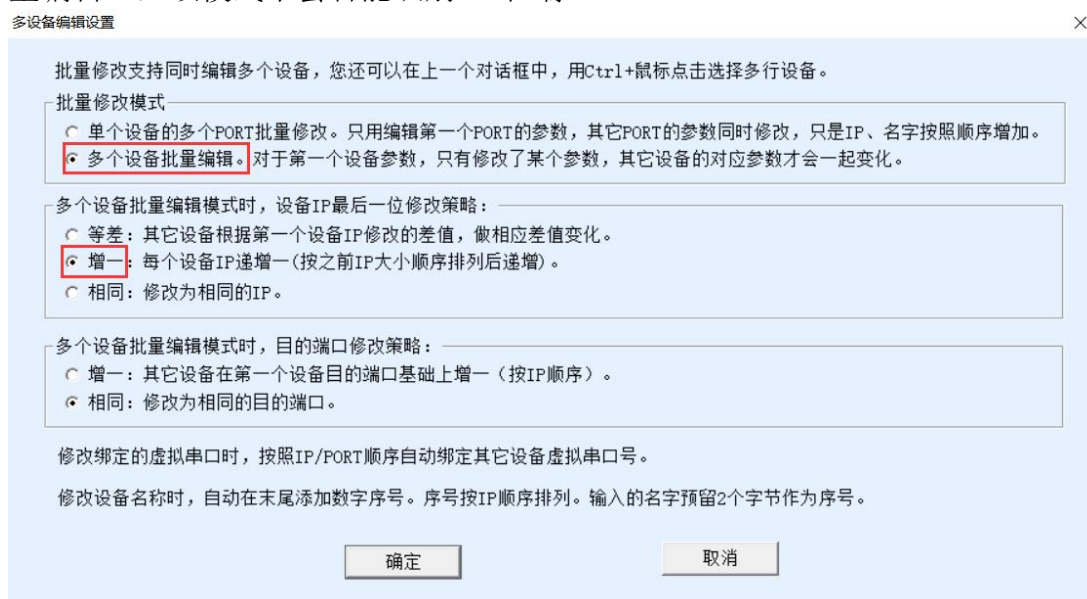 多设备编辑设置
批量修改支持同时编辑多个设备，您还可以在上一个对话框中，用Ctrl+鼠标点击选择多行设备。
批量修改模式
单个设备的多个PORT批量修改。只用编辑第一个PORT的参数，其它PORT的参数同时修改，只是IP、名字按照顺序增加。
多个设备批量编辑。对于第一个设备参数，只有修改了某个参数，其它设备的对应参数才会一起变化。
多个设备批量编辑模式时，设备IP最后一位修改策略：
等差：其它设备根据第一个设备IP修改的差值，做相应差值变化。
增一：每个设备IP递增一(按之前IP大小顺序排列后递增)。
相同：修改为相同的IP。
多个设备批量编辑模式时，目的端口修改策略：
增一：其它设备在第一个设备目的端口基础上增一（按IP顺序）。
相同：修改为相同的目的端口。
修改绑定的虚拟串口时，按照IP/PORT顺序自动绑定其它设备虚拟串口号。
修改设备名称时，自动在末尾添加数字序号。序号按IP顺序排列。输入的名字预留2个字节作为序号。
确定 取消